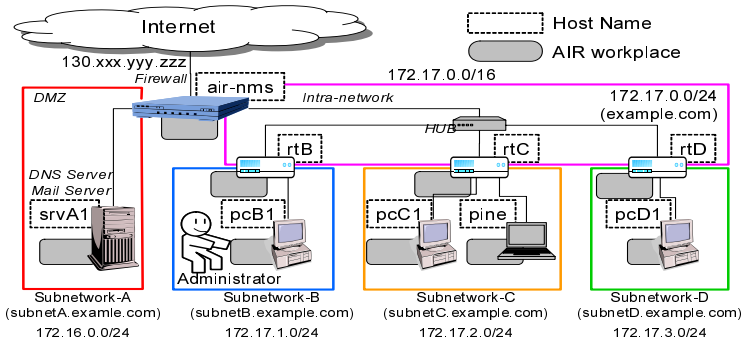 Internet
Host Name
AIR workplace
130.xxx.yyy.zzz
Firewall
air-nms
172.17.0.0/16
DMZ
Intra-network
172.17.0.0/24
(example.com)
HUB
rtB
rtC
rtD
DNS Server
Mail Server
srvA1
pcB1
pcC1
pine
pcD1
Administrator
Subnetwork-A
(subnetA.examle.com)
172.16.0.0/24
Subnetwork-B
(subnetB.example.com)
172.17.1.0/24
Subnetwork-C
(subnetC.example.com)
172.17.2.0/24
Subnetwork-D
(subnetD.example.com)
172.17.3.0/24